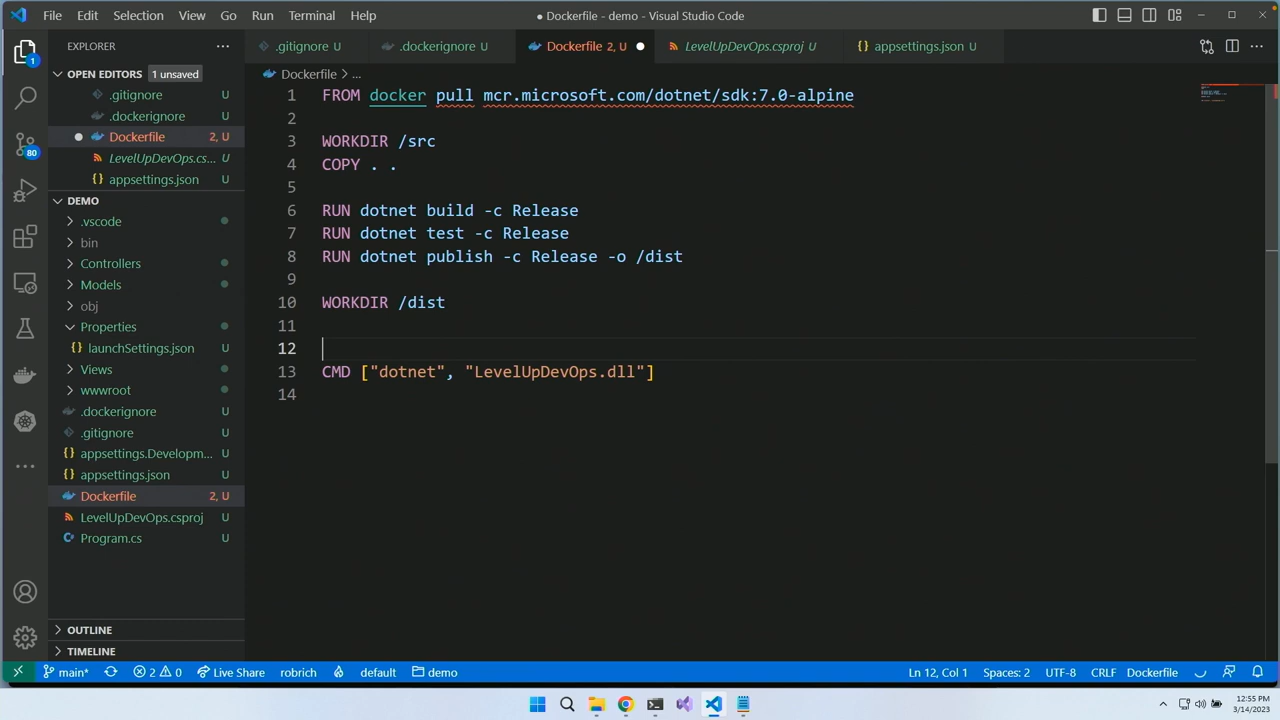 File Edit Selection View Go Run Terminal Help
● Dockerfile - demo - Visual Studio Code
EXPLORER
.gitignore U
.dockerignore U
Dockerfile 2, U
LevelUpDevOps.csproj U
appsettings.json U
OPEN EDITORS 1 unsaved
.gitignore U
.dockerignore U
Dockerfile 2, U
LevelUpDevOps.cs... U
appsettings.json U
DEMO
.vscode
bin
Controllers
Models
obj
Properties
launchSettings.json U
Views
wwwroot
.dockerignore U
.gitignore U
appsettings.Developm... U
appsettings.json U
Dockerfile 2, U
LevelUpDevOps.csproj U
Program.cs U
OUTLINE
TIMELINE
1
80
Dockerfile > ...
1 FROM docker pull mcr.microsoft.com/dotnet/sdk:7.0-alpine
2
3 WORKDIR /src
4 COPY . .
5
6 RUN dotnet build -c Release
7 RUN dotnet test -c Release
8 RUN dotnet publish -c Release -o /dist
9
10 WORKDIR /dist
11
12
13 CMD ["dotnet", "LevelUpDevOps.dll"]
14
main* 2 0 Live Share robrich default demo
Ln 12, Col 1 Spaces: 2 UTF-8 CRLF Dockerfile
12:55 PM
3/14/2023